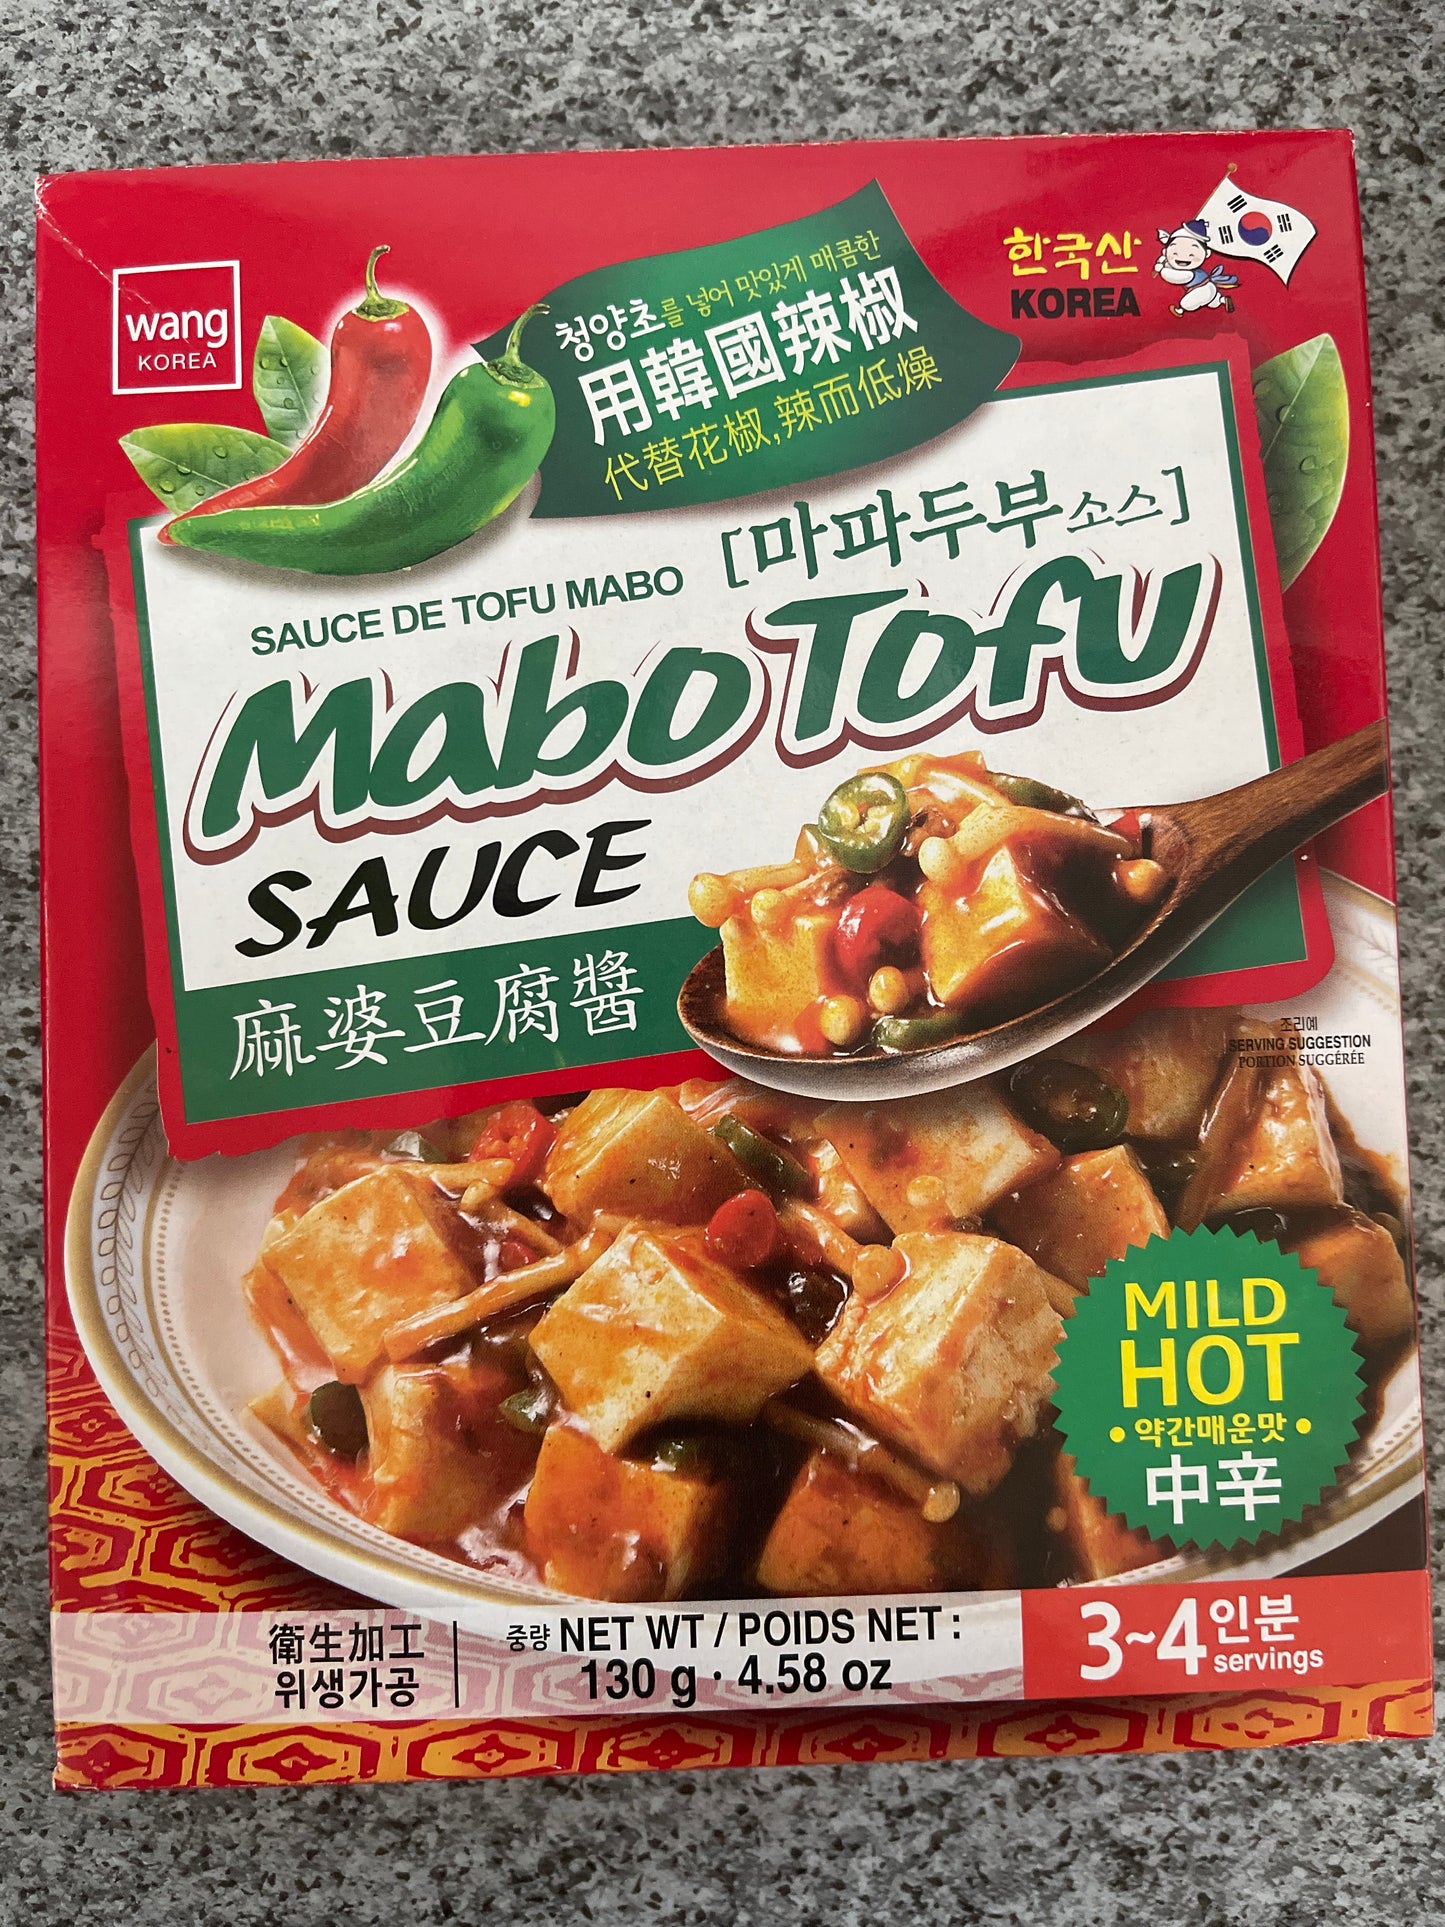 wang
KOREA
청양초를 넣어 맛있게 매콤한
用韓國辣椒
代替花椒,辣而低燥
한국산
KOREA
[마파두부소스]
SAUCE DE TOFU MABO
Mabo Tofu
SAUCE
麻婆豆腐醬
조리예
SERVING SUGGESTION
PORTION SUGGÉRÉE
MILD
HOT
• 약간매운맛 •
中辛
衛生加工
위생가공
중량 NET WT / POIDS NET :
130 g · 4.58 oz
3~4인분
servings